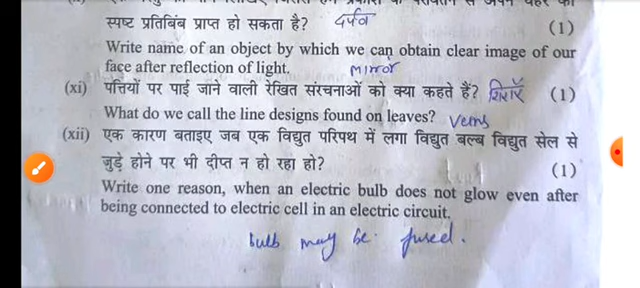 स्पष्ट प्रतिबिंब प्राप्त हो सकता है? दर्पण (1)
Write name of an object by which we can obtain clear image of our
face after reflection of light. Mirror
(xi) पत्तियों पर पाई जाने वाली रेखित संरचनाओं को क्या कहते हैं? शिराएँ (1)
What do we call the line designs found on leaves? Veins
(xii) एक कारण बताइए जब एक विद्युत परिपथ में लगा विद्युत बल्ब विद्युत सेल से
जुड़े होने पर भी दीप्त न हो रहा हो? (1)
Write one reason, when an electric bulb does not glow even after
being connected to electric cell in an electric circuit.
bulb may be fused.